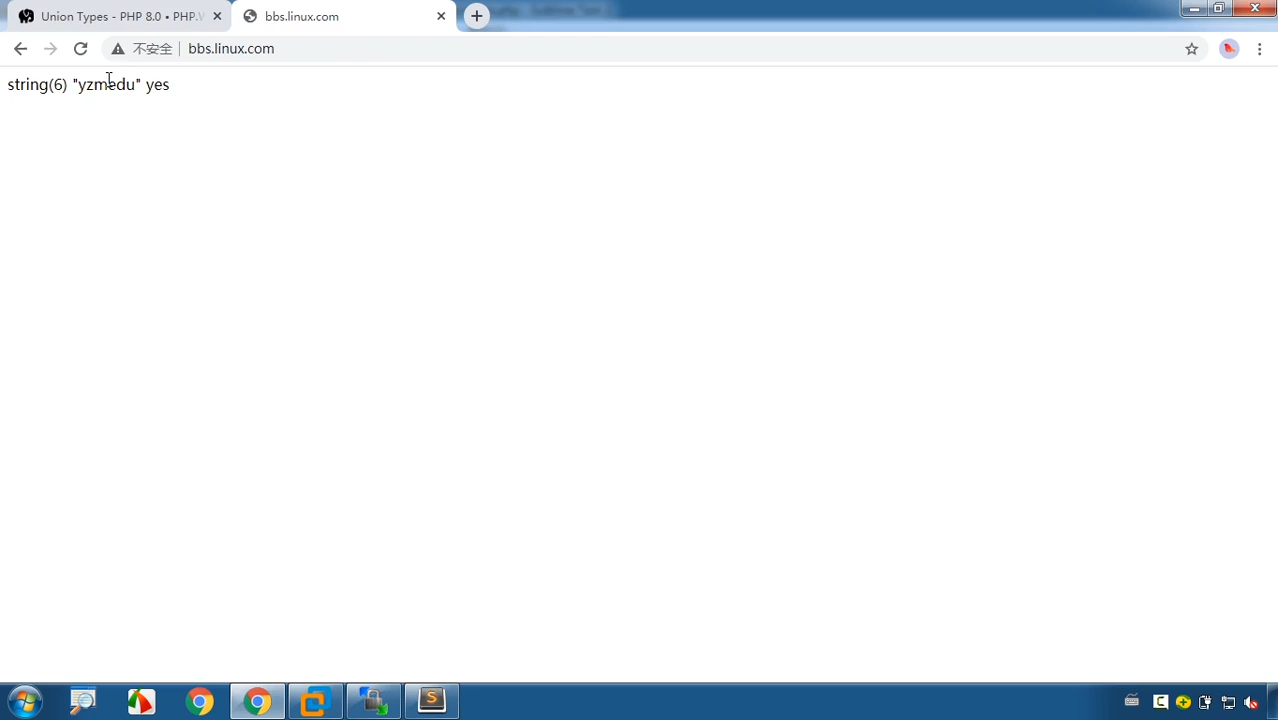 Union Types - PHP 8.0 • PHP.
bbs.linux.com
不安全
bbs.linux.com
string(6) "yzmedu" yes